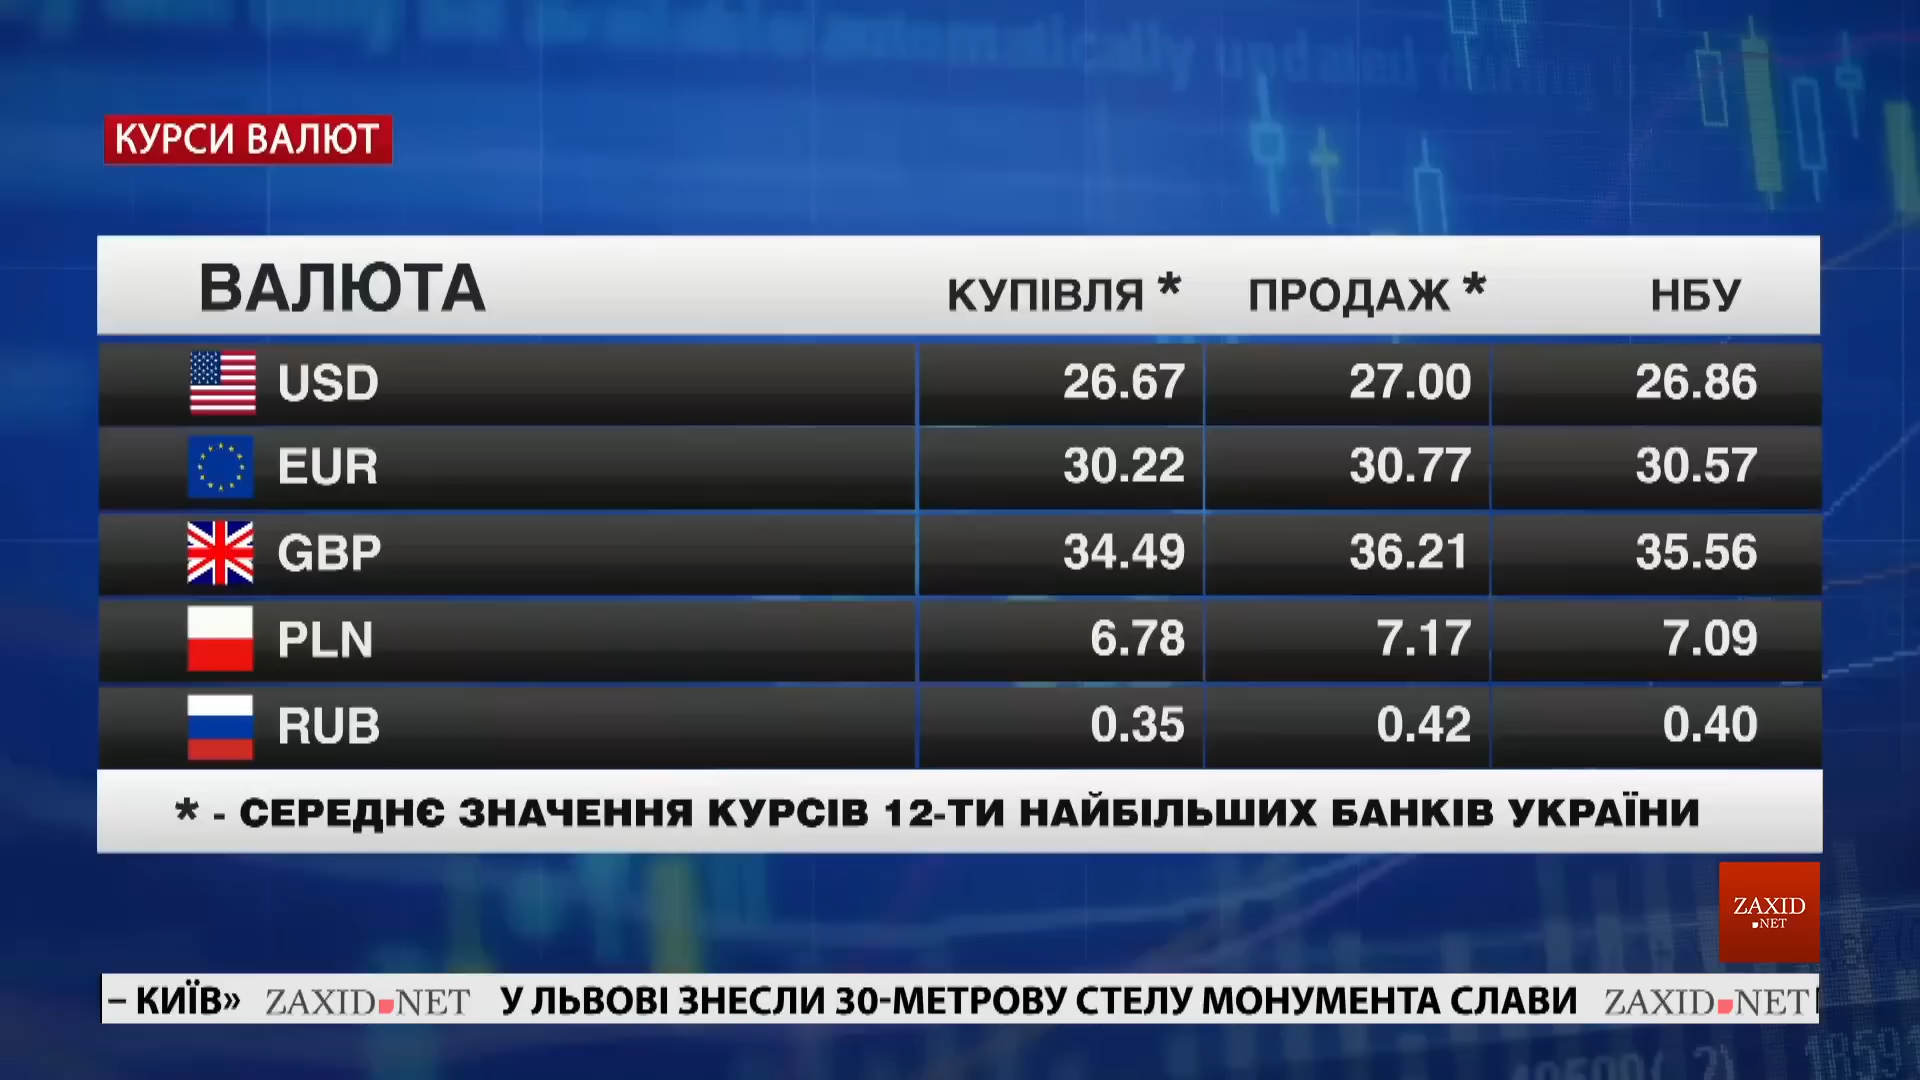 automatically updated during
КУРСИ ВАЛЮТ
ВАЛЮТА КУПІВЛЯ * ПРОДАЖ * НБУ
USD 26.67 27.00 26.86
EUR 30.22 30.77 30.57
GBP 34.49 36.21 35.56
PLN 6.78 7.17 7.09
RUB 0.35 0.42 0.40
* - СЕРЕДНЄ ЗНАЧЕННЯ КУРСІВ 12-ТИ НАЙБІЛЬШИХ БАНКІВ УКРАЇНИ
ZAXID
.NET
– КИЇВ» ZAXID.NET У ЛЬВОВІ ЗНЕСЛИ 30-МЕТРОВУ СТЕЛУ МОНУМЕНТА СЛАВИ ZAXID.NET